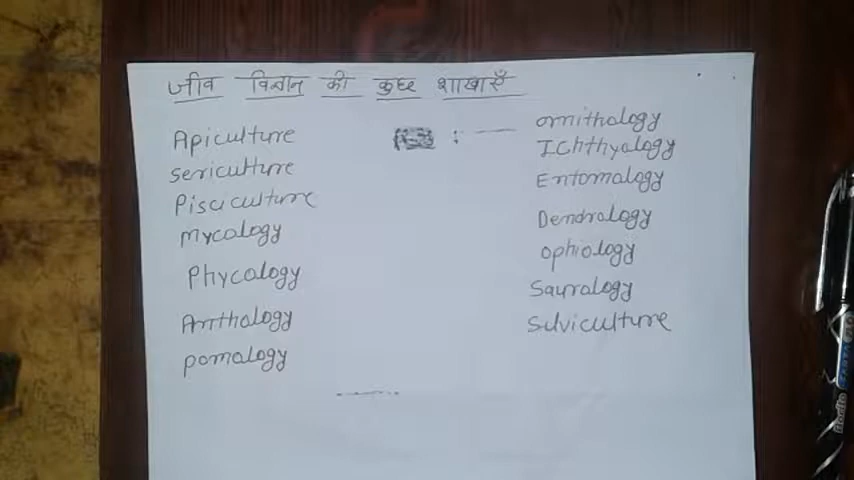 जीव विज्ञान की कुछ शाखाएँ
Apiculture
Sericulture
Pisciculture
Mycology
Phycology
Anthology
pomology
ornithology
Ichthyology
Entomology
Dendrology
ophiology
Saurology
Silviculture